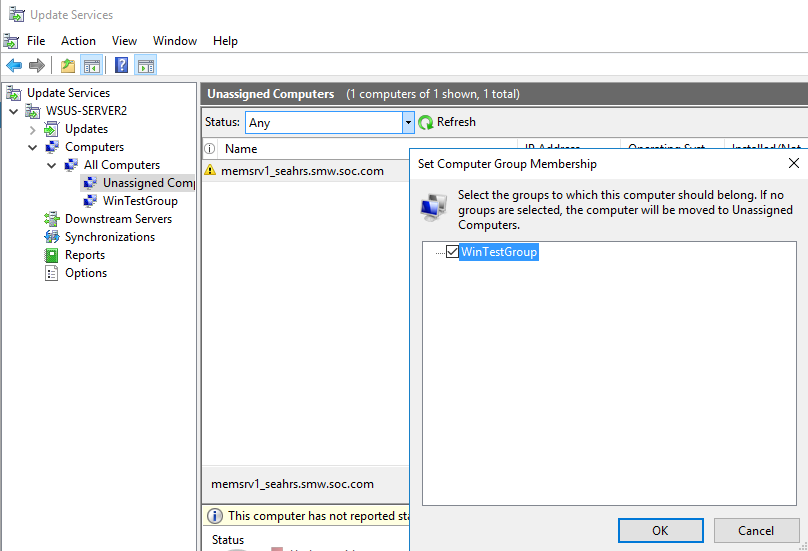 Update Services
File Action View Window Help
Update Services
WSUS-SERVER2
Updates
Computers
All Computers
Unassigned Comp
WinTestGroup
Downstream Servers
Synchronizations
Reports
Options
Unassigned Computers (1 computers of 1 shown, 1 total)
Status: Any Refresh
Name IP Address Operating Syst Installed/Not
memsrv1_seahrs.smw.soc.com
memsrv1_seahrs.smw.soc.com
This computer has not reported sta
Status
Set Computer Group Membership
Select the groups to which this computer should belong. If no
groups are selected, the computer will be moved to Unassigned
Computers.
WinTestGroup
OK Cancel